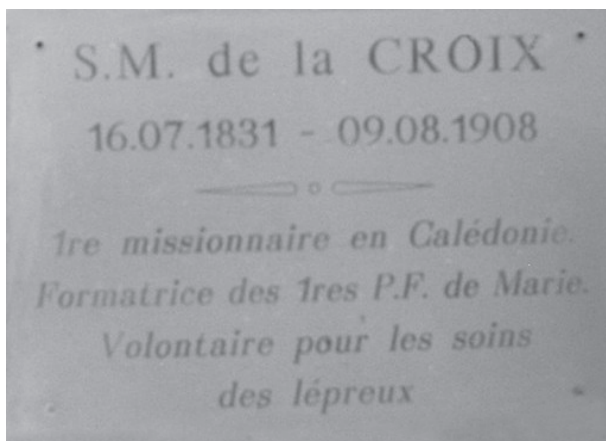 S.M. de la CROIX
16.07.1831 - 09.08.1908
1re missionnaire en Calédonie.
Formatrice des 1res P.F. de Marie.
Volontaire pour les soins
des lépreux